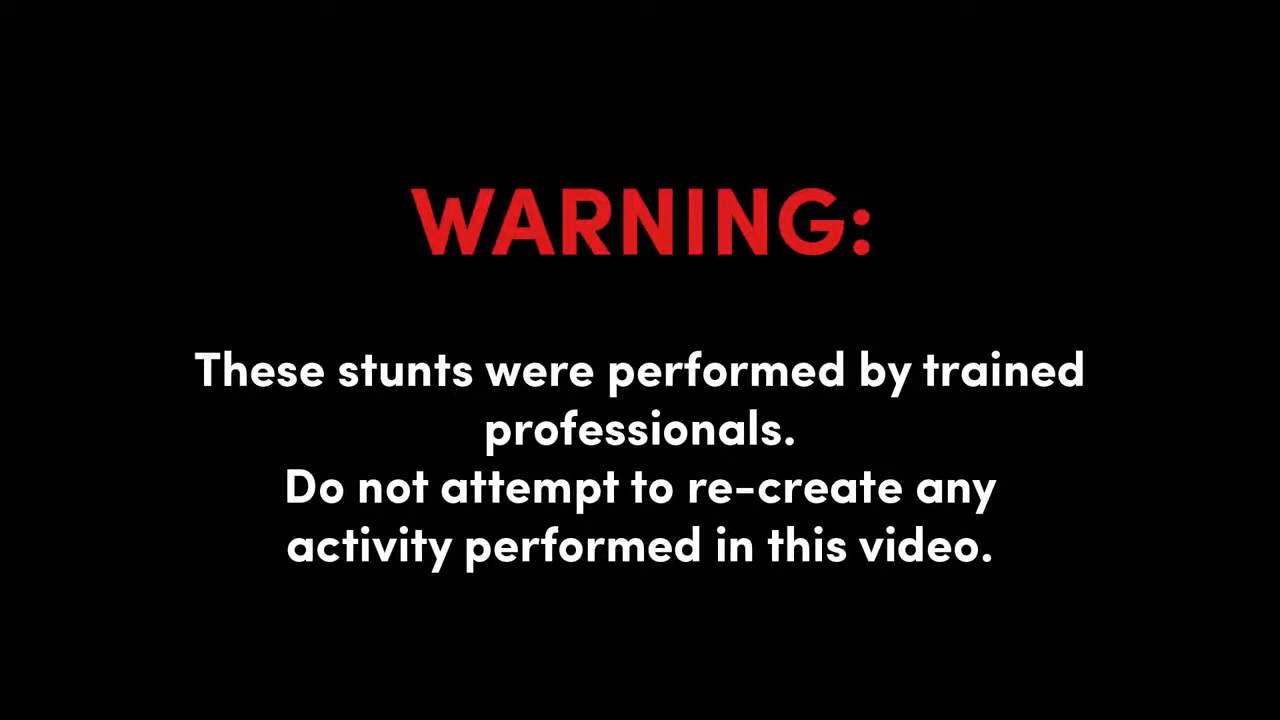 WARNING:
These stunts were performed by trained
professionals.
Do not attempt to re-create any
activity performed in this video.